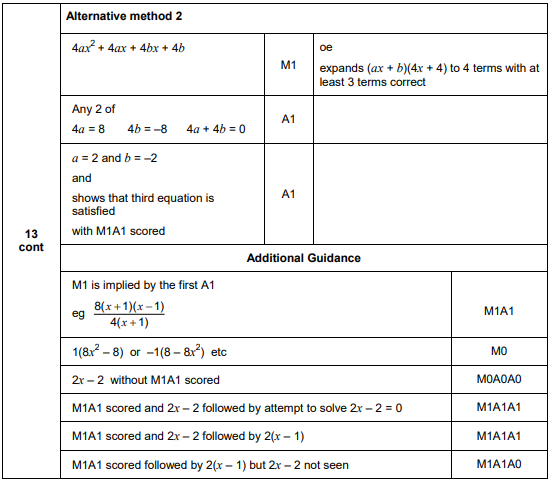 Alternative method 2
4ax² + 4ax + 4bx + 4b
M1
oe
expands (ax + b)(4x + 4) to 4 terms with at
least 3 terms correct
Any 2 of
4a = 8 4b = –8 4a + 4b = 0
A1
a = 2 and b = –2
and
shows that third equation is
satisfied
with M1A1 scored
A1
13
cont
Additional Guidance
M1 is implied by the first A1
eg 8(x + 1)(x – 1)
4(x + 1)
M1A1
1(8x² – 8) or –1(8 – 8x²) etc
M0
2x – 2 without M1A1 scored
M0A0A0
M1A1 scored and 2x – 2 followed by attempt to solve 2x – 2 = 0
M1A1A1
M1A1 scored and 2x – 2 followed by 2(x – 1)
M1A1A1
M1A1 scored followed by 2(x – 1) but 2x – 2 not seen
M1A1A0